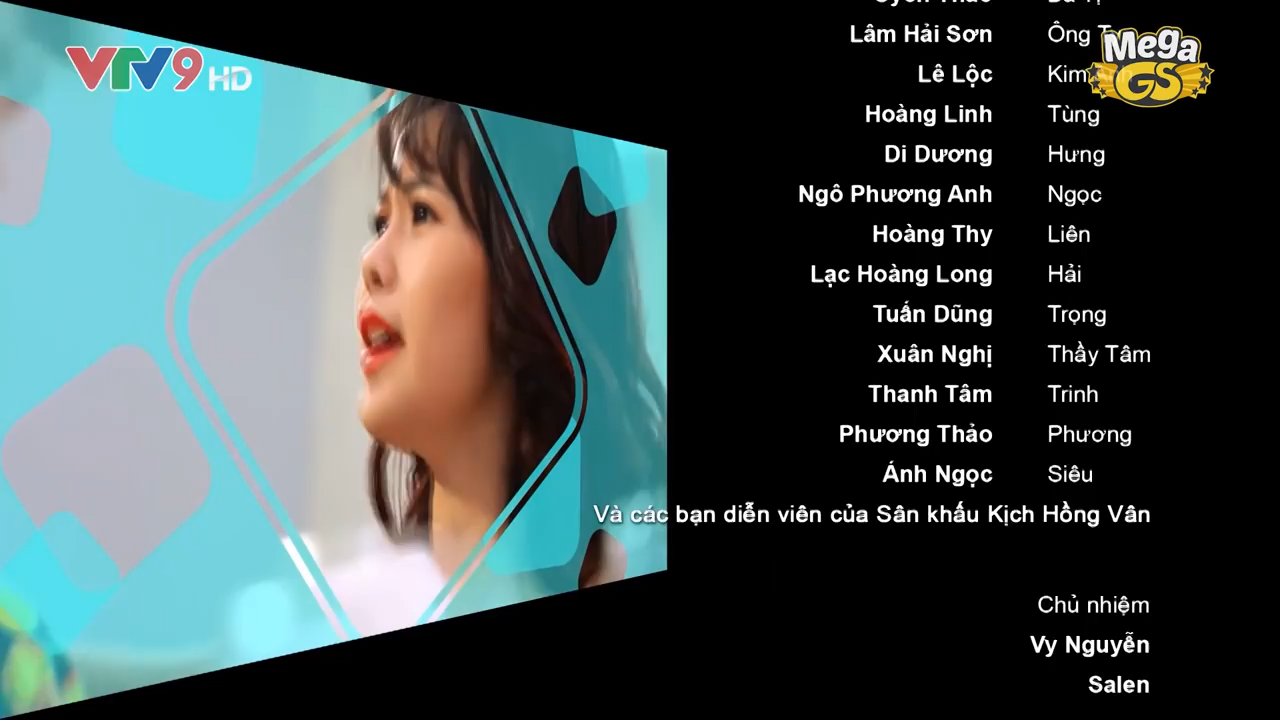 VTV9 HD
Mega GS
Lâm Hải Sơn Ông
Lê Lộc Kim Anh
Hoàng Linh Tùng
Di Dương Hưng
Ngô Phương Anh Ngọc
Hoàng Thy Liên
Lạc Hoàng Long Hải
Tuấn Dũng Trọng
Xuân Nghị Thầy Tâm
Thanh Tâm Trinh
Phương Thảo Phương
Ánh Ngọc Siêu
Và các bạn diễn viên của Sân khấu Kịch Hồng Vân
Chủ nhiệm
Vy Nguyễn
Salen